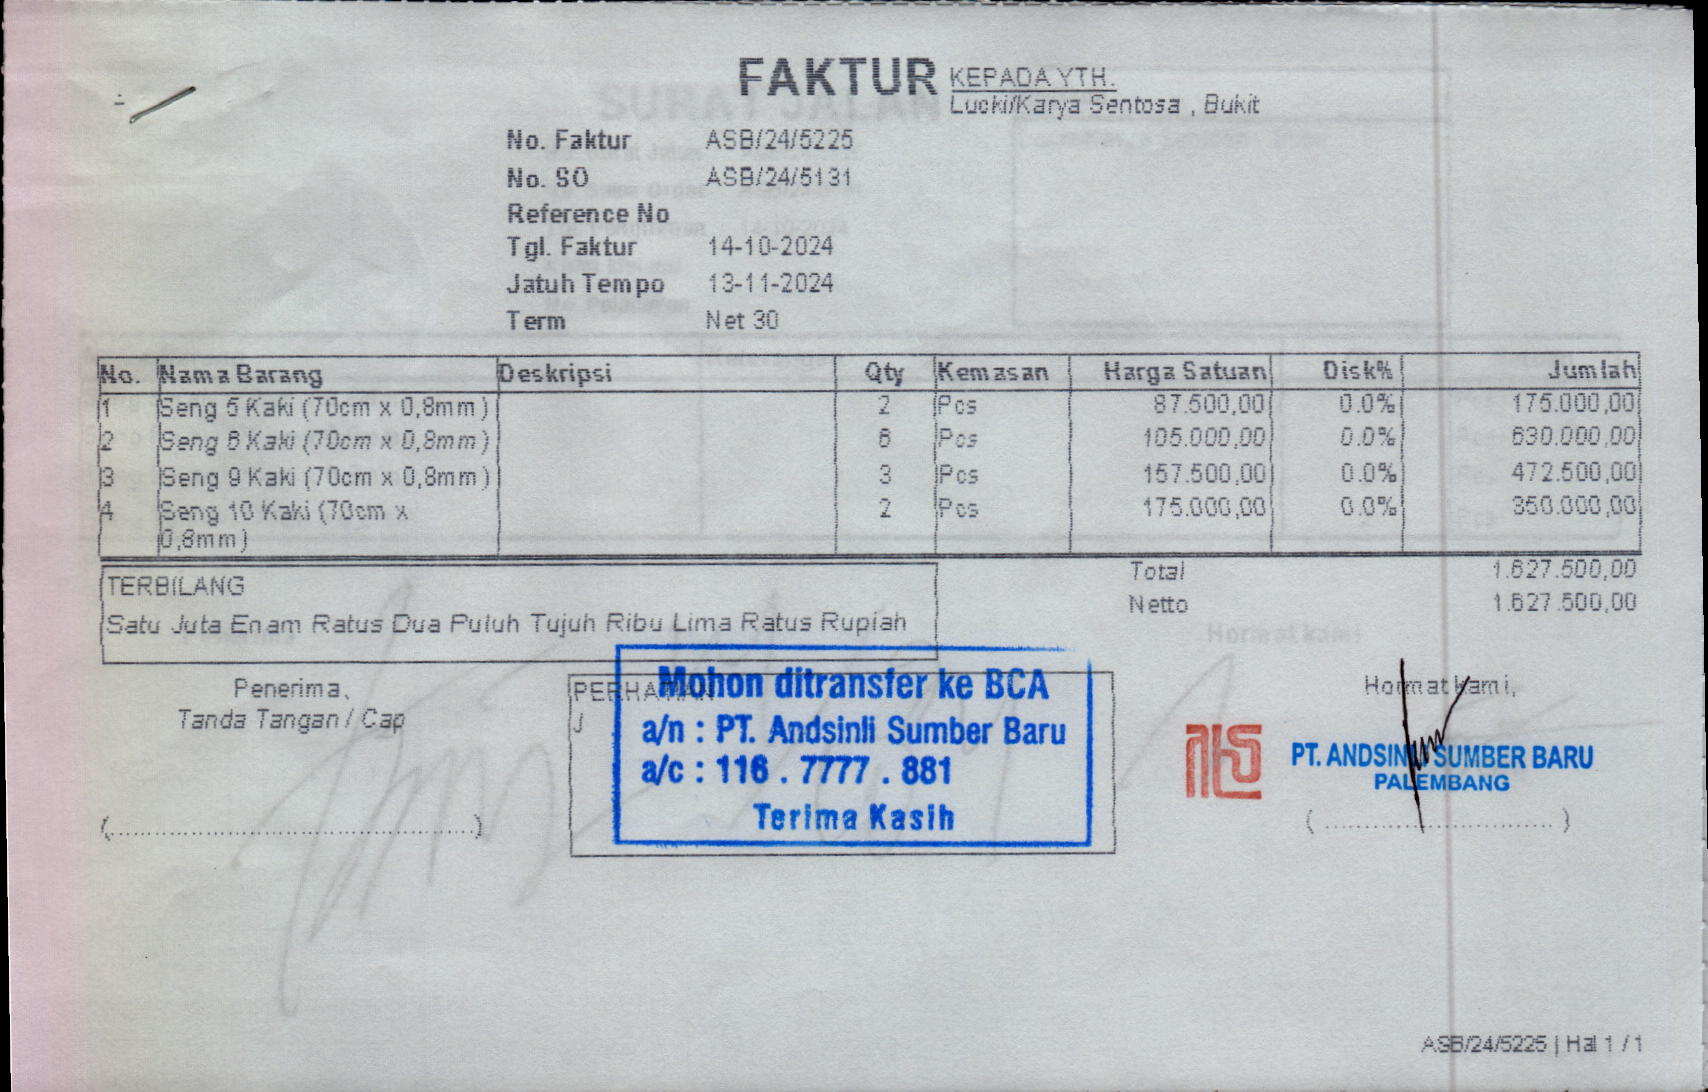 FAKTUR
KEPADA YTH.
Lucki/Karya Sentosa , Bukit
No. Faktur ASB/24/5225
No. SO ASB/24/5131
Reference No
Tgl. Faktur 14-10-2024
Jatuh Tempo 13-11-2024
Term Net 30
No. Nama Barang Deskripsi Qty Kemasan Harga Satuan Disk% Jumlah
1 Seng 5 Kaki (70cm x 0,8mm) 2 Pcs 87.500,00 0.0% 175.000,00
2 Seng 6 Kaki (70cm x 0,8mm) 6 Pcs 105.000,00 0.0% 630.000,00
3 Seng 9 Kaki (70cm x 0,8mm) 3 Pcs 157.500,00 0.0% 472.500,00
4 Seng 10 Kaki (70cm x 2 Pcs 175.000,00 0.0% 350.000,00
0,8mm)
Total 1.627.500,00
Netto 1.627.500,00
TERBILANG
Satu Juta Enam Ratus Dua Puluh Tujuh Ribu Lima Ratus Rupiah
Penerima,
Tanda Tangan / Cap
(..................................................)
PERHATIAN
Mohon ditransfer ke BCA
a/n : PT. Andsinli Sumber Baru
a/c : 116 . 7777 . 881
Terima Kasih
Hormat kami,
PT. ANDSINLI SUMBER BARU
PALEMBANG
( ................................ )
ASB/24/5225 | Hal 1 / 1